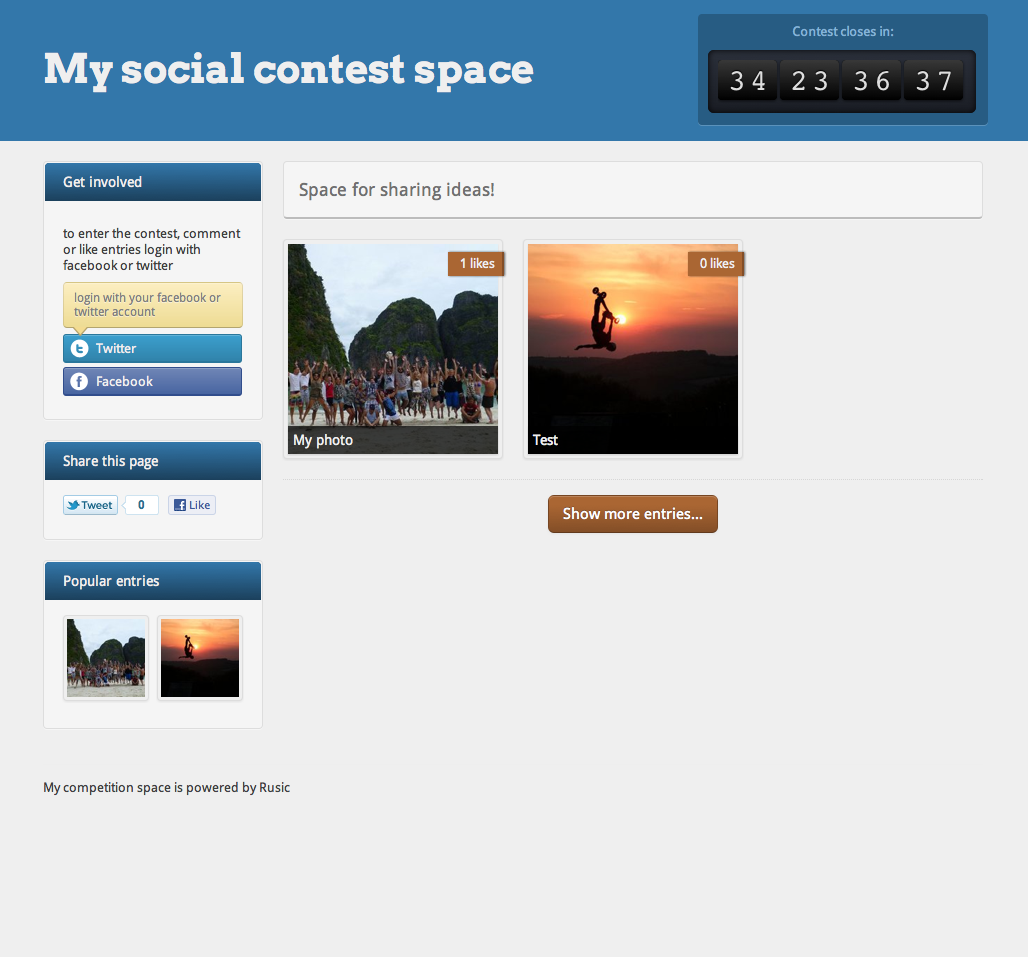 My social contest space
Contest closes in:
34 23 36 37
Get involved
to enter the contest, comment
or like entries login with
facebook or twitter
login with your facebook or
twitter account
Twitter
Facebook
Share this page
Tweet 0 Like
Popular entries
Space for sharing ideas!
1 likes
My photo
0 likes
Test
Show more entries...
My competition space is powered by Rusic